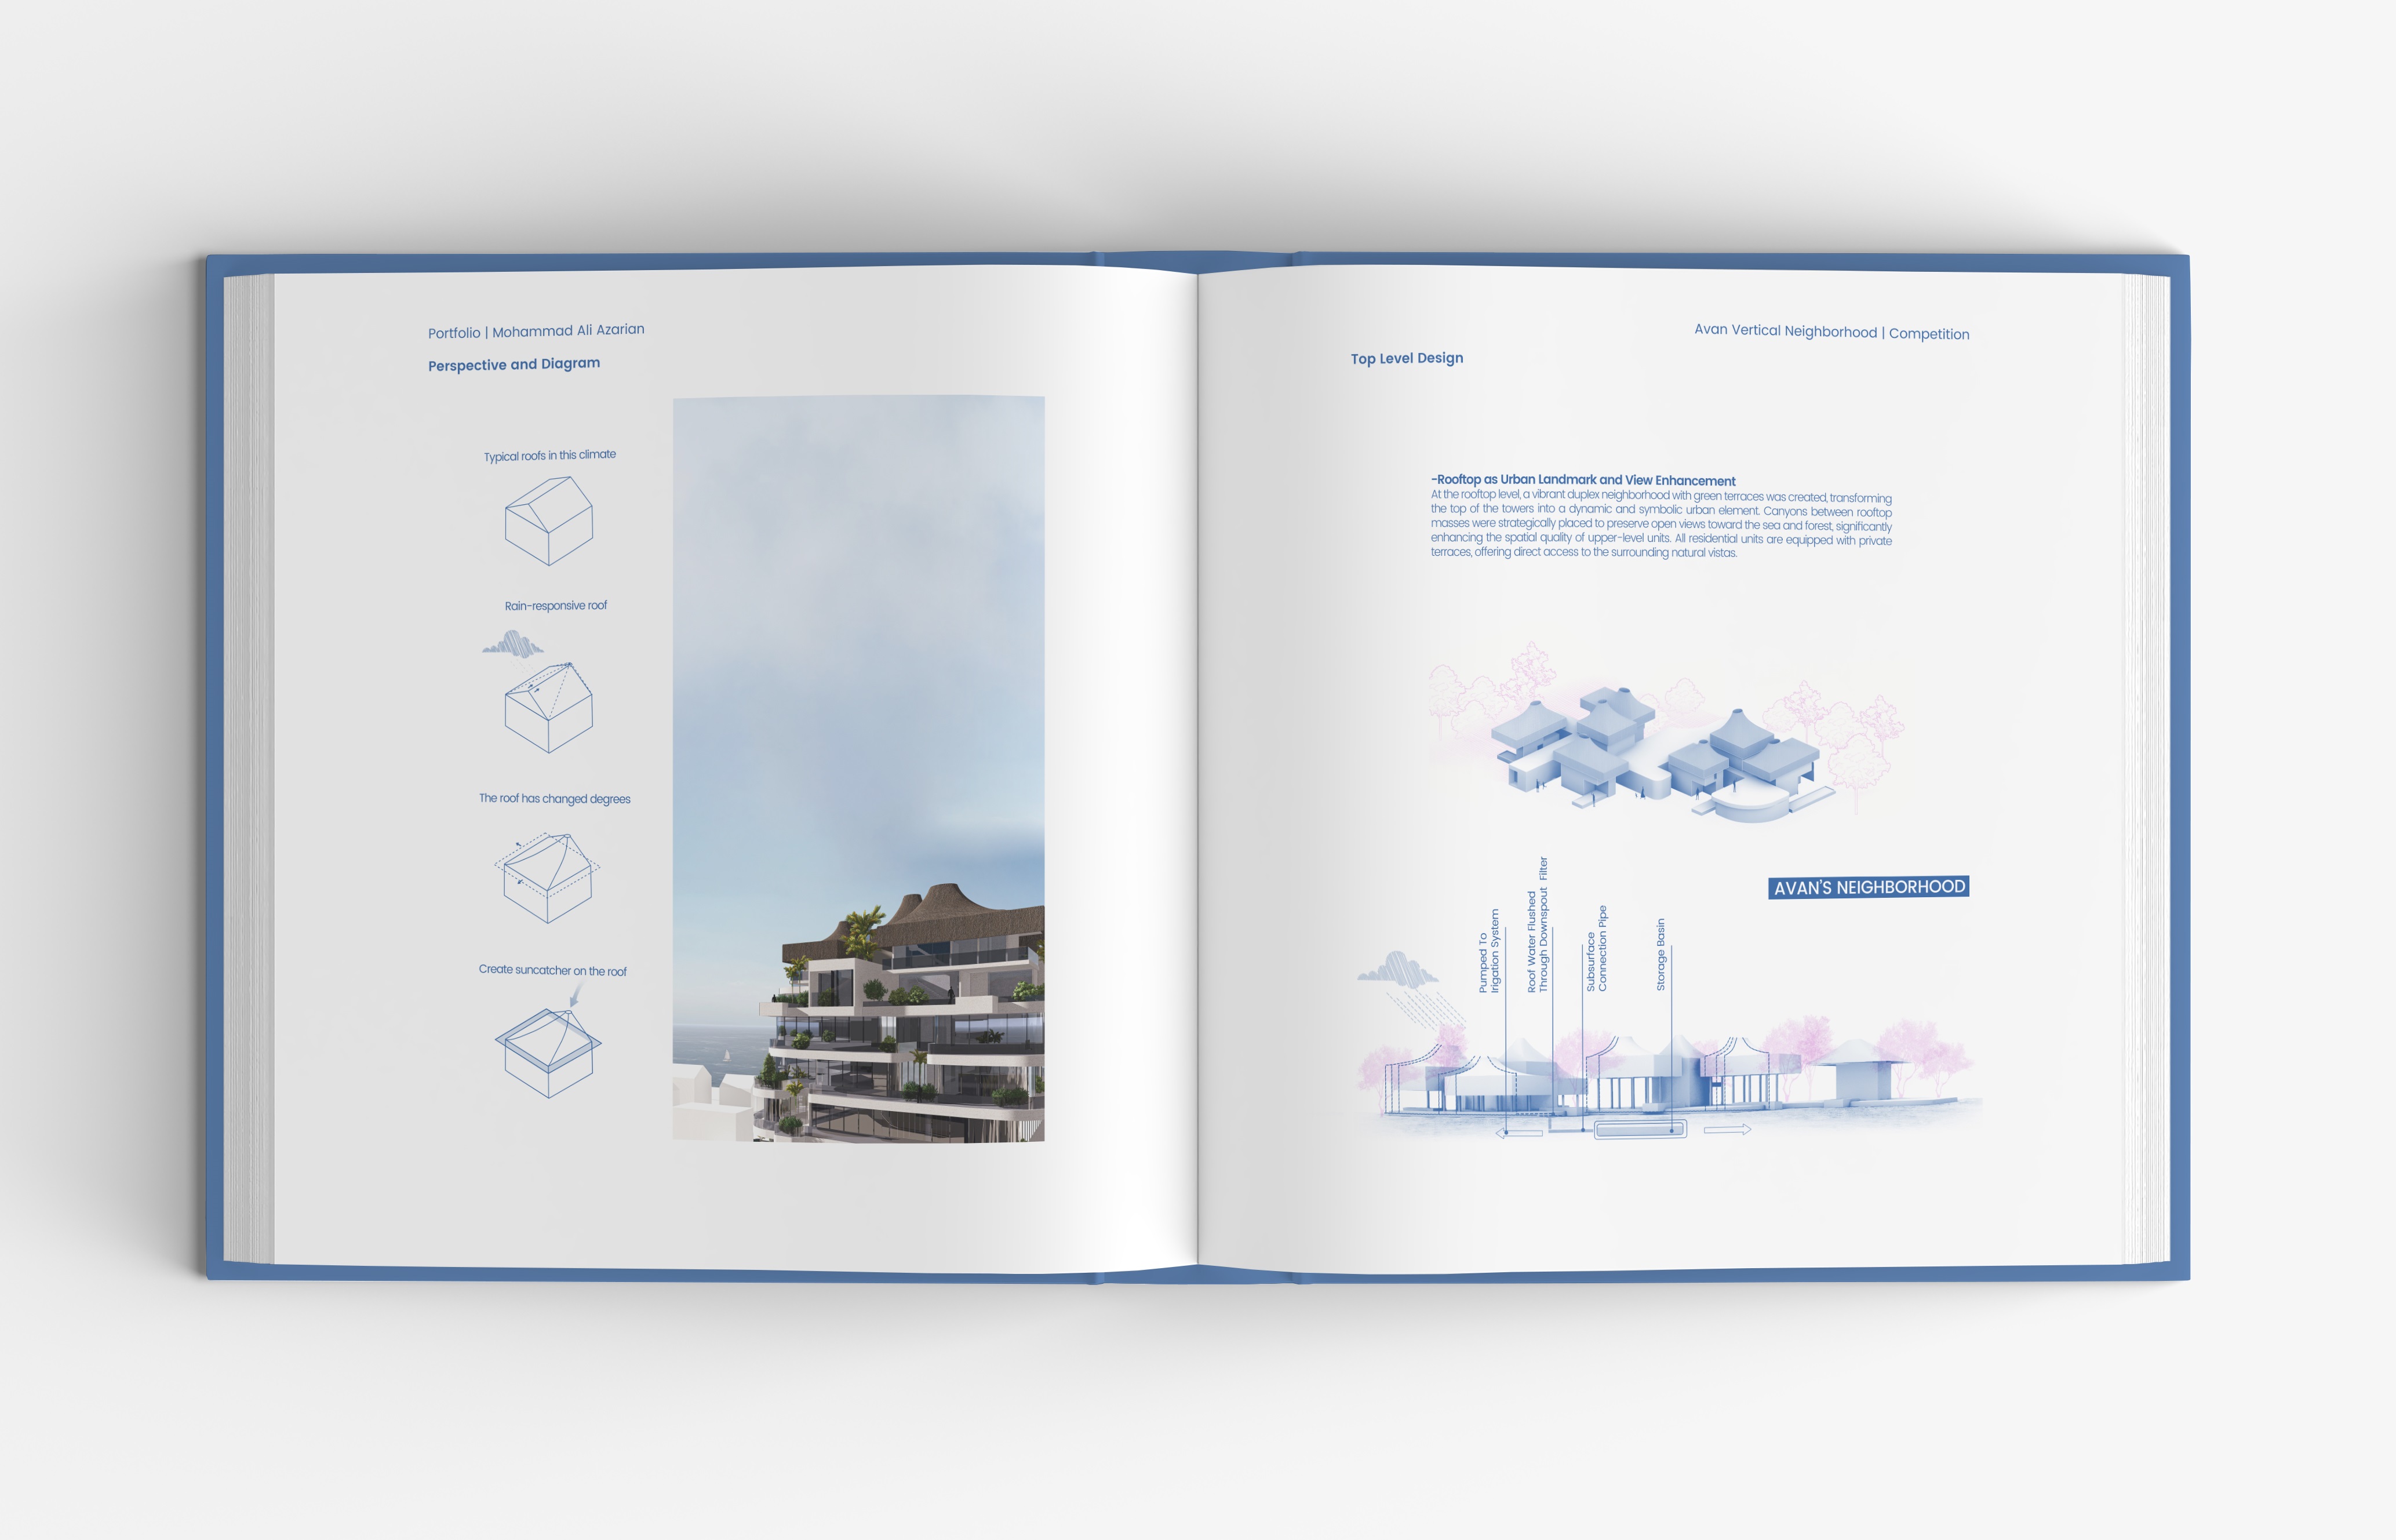 Portfolio | Mohammad Ali Azarian
Perspective and Diagram
Typical roofs in this climate
Rain-responsive roof
The roof has changed degrees
Create suncatcher on the roof
Avan Vertical Neighborhood | Competition
Top Level Design
-Rooftop as Urban Landmark and View Enhancement
At the rooftop level, a vibrant duplex neighborhood with green terraces was created, transforming
the top of the towers into a dynamic and symbolic urban element. Canyons between rooftop
masses were strategically placed to preserve open views toward the sea and forest, significantly
enhancing the spatial quality of upper-level units. All residential units are equipped with private
terraces, offering direct access to the surrounding natural vistas.
AVAN'S NEIGHBORHOOD
Pumped To
Irigation System
Roof Water Flushed
Through Downspout Filter
Subsurface
Connection Pipe
Storage Basin